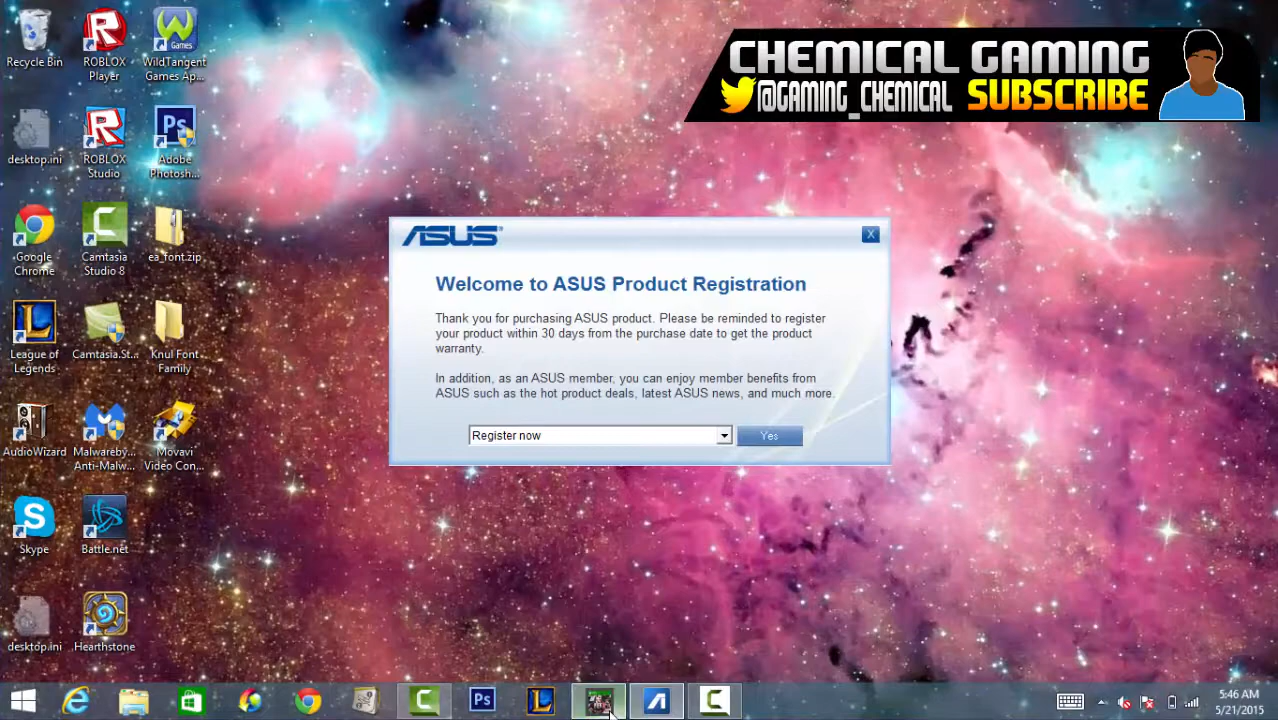 CHEMICAL GAMING
@GAMING_CHEMICAL SUBSCRIBE
Recycle Bin
ROBLOX
Player
WildTangent
Games Ap...
desktop.ini
ROBLOX
Studio
Ps
Adobe
Photosh...
Google
Chrome
Camtasia
Studio 8
ea_font.zip
League of
Legends
Camtasia.St...
Knul Font
Family
AudioWizard
Malwareby...
Anti-Malw...
Movavi
Video Con...
Skype
Battle.net
desktop.ini
Hearthstone
ASUS
X
Welcome to ASUS Product Registration
Thank you for purchasing ASUS product. Please be reminded to register
your product within 30 days from the purchase date to get the product
warranty.
In addition, as an ASUS member, you can enjoy member benefits from
ASUS such as the hot product deals, latest ASUS news, and much more.
Register now
Yes
Ps
5:46 AM
5/21/2015